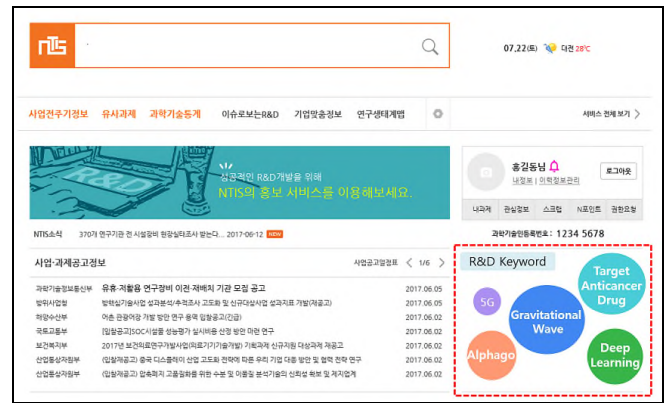 nTiS
07.22(토) 대전 28℃
사업전주기정보 유사과제 과학기술통계 이슈로보는R&D 기업맞춤정보 연구생태계맵 서비스 전체 보기 >
R&D
성공적인 R&D개발을 위해
NTIS의 홍보 서비스를 이용해보세요.
홍길동님
내정보 | 이력정보관리
로그아웃
내과제 관심정보 스크랩 N포인트 권한요청
NTIS소식 370개 연구기관 전 시설장비 현장실태조사 받는다... 2017-06-12 NEW
과학기술인등록번호 : 1234 5678
사업·과제공고정보 사업공고일정표 < 1/6 >
과학기술정보통신부 유휴·저활용 연구장비 이전·재배치 기관 모집 공고 2017.06.05
방위사업청 방핵심기술사업 성과분석/추적조사 고도화 및 신규대상사업 성과지표 개발(재공고) 2017.06.05
해양수산부 어촌 관광어장 개발 방안 연구 용역 입찰공고(긴급) 2017.06.02
국토교통부 [입찰공고]SOC시설물 성능평가 실시비용 산정 방안 마련 연구 2017.06.02
보건복지부 2017년 보건의료연구개발사업(의료기기기술개발) 기획과제 신규지원 대상과제 재공고 2017.06.02
산업통상자원부 (입찰재공고) 중국 디스플레이 산업 고도화 전략에 따른 우리 기업 대응 방안 및 협력 전략 연구 2017.06.02
산업통상자원부 (입찰재공고) 압축퍼지 고품질화를 위한 수분 및 이물질 분석기술의 신뢰성 확보 및 체지업계 2017.06.02
R&D Keyword
Target
Anticancer
Drug
5G
Gravitational
Wave
Alphago
Deep
Learning